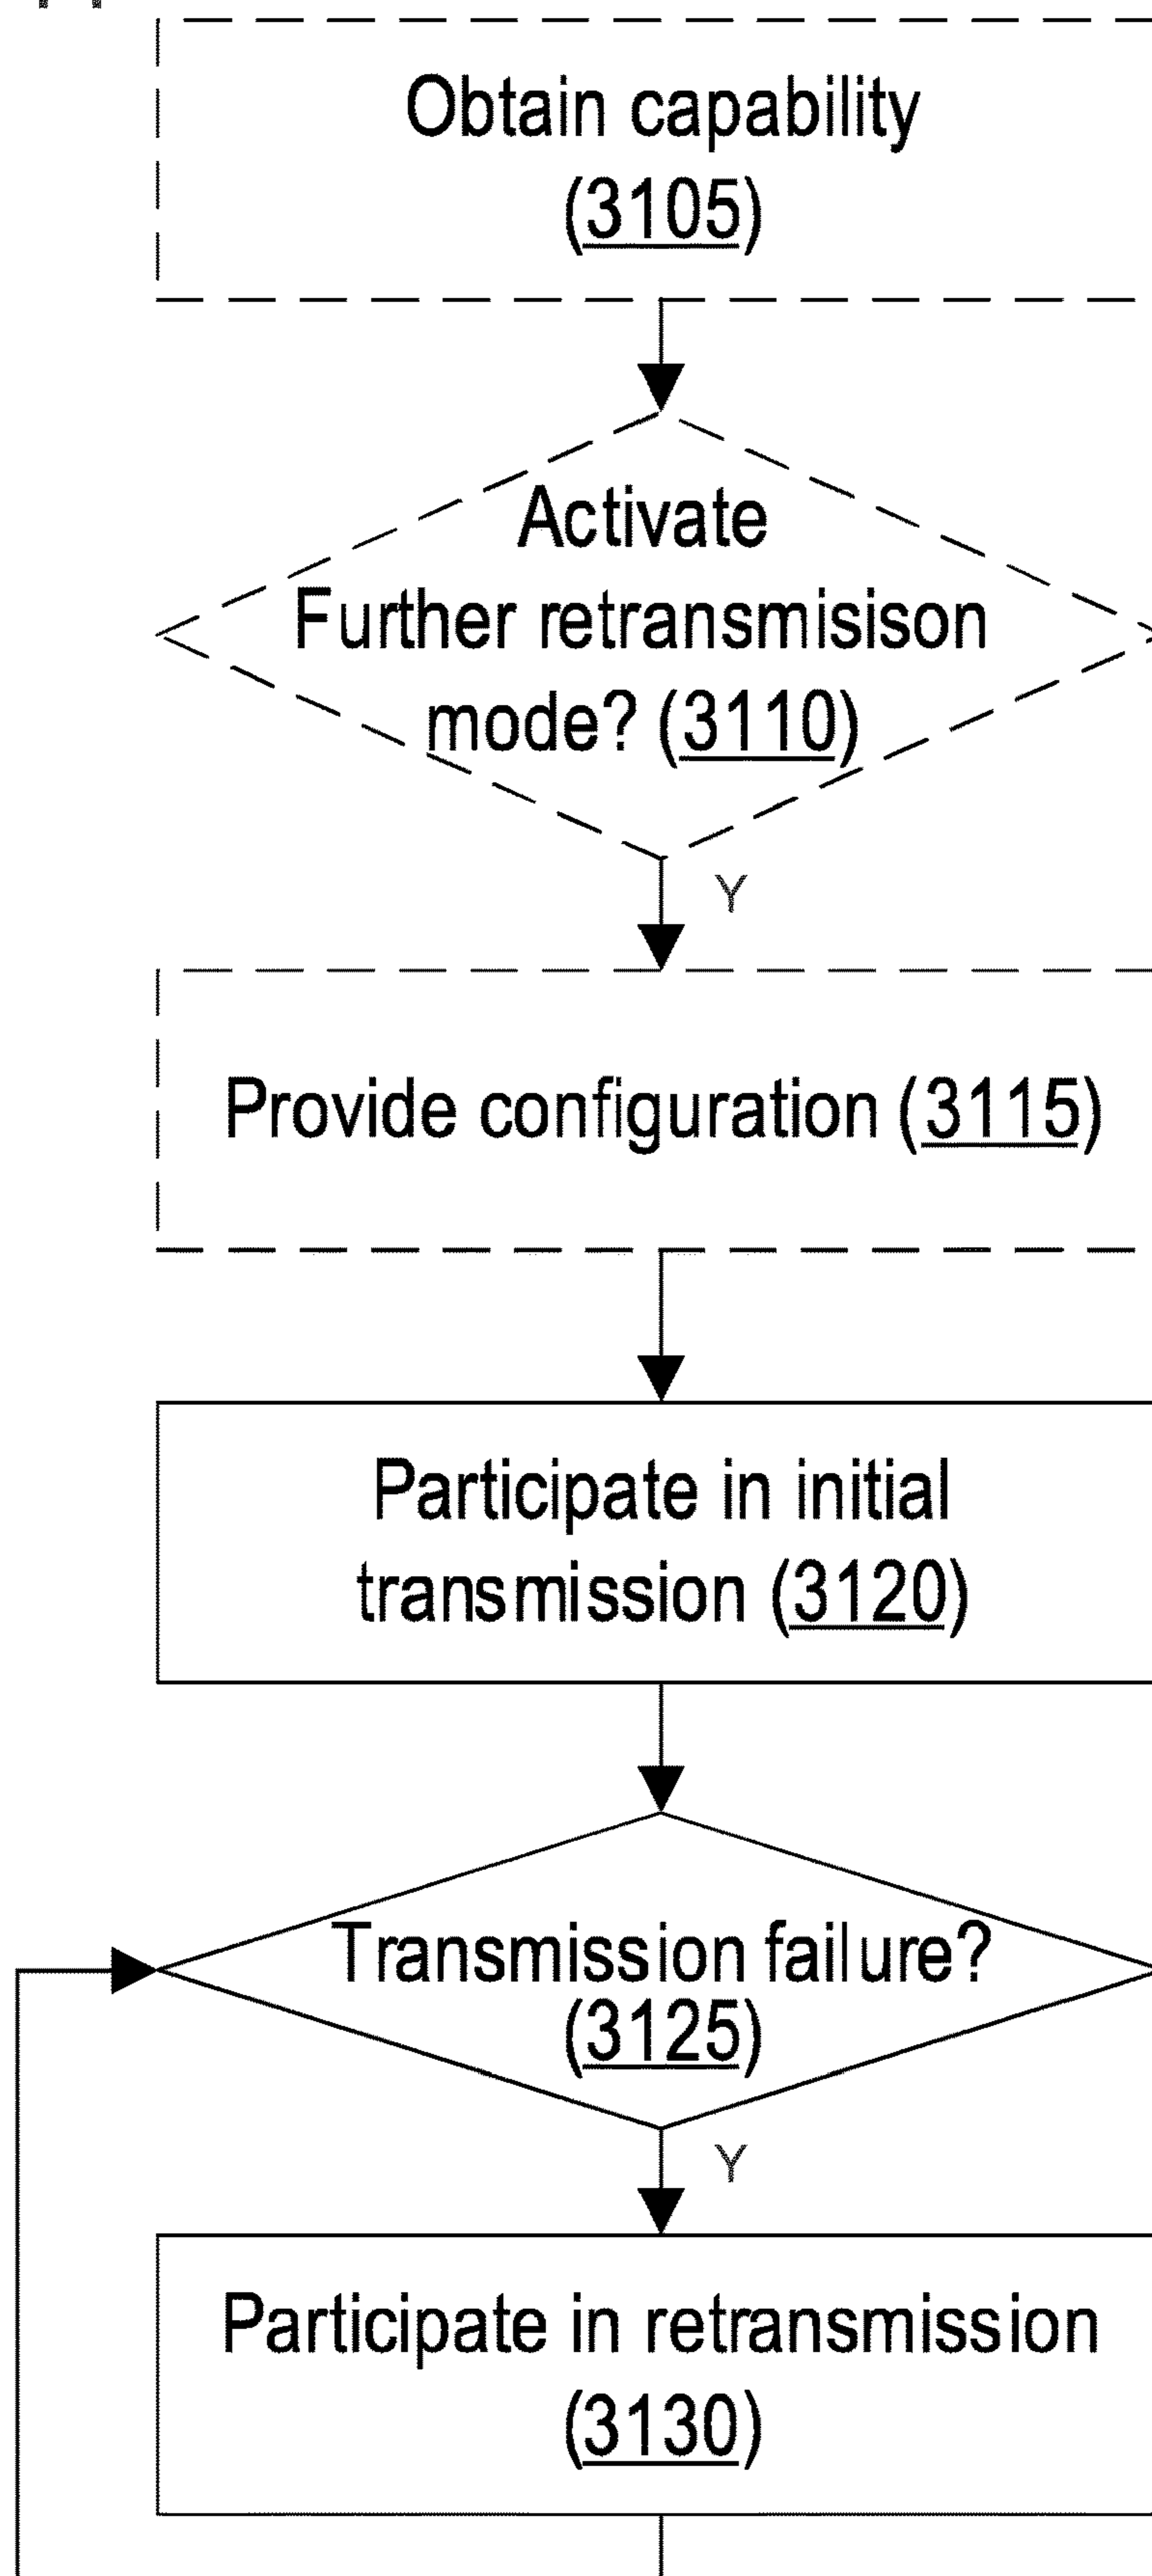 Obtain capability
(3105)
Activate
Further retransmisison
mode? (3110)
Y
Provide configuration (3115)
Participate in initial
transmission (3120)
Transmission failure?
(3125)
Y
Participate in retransmission
(3130)